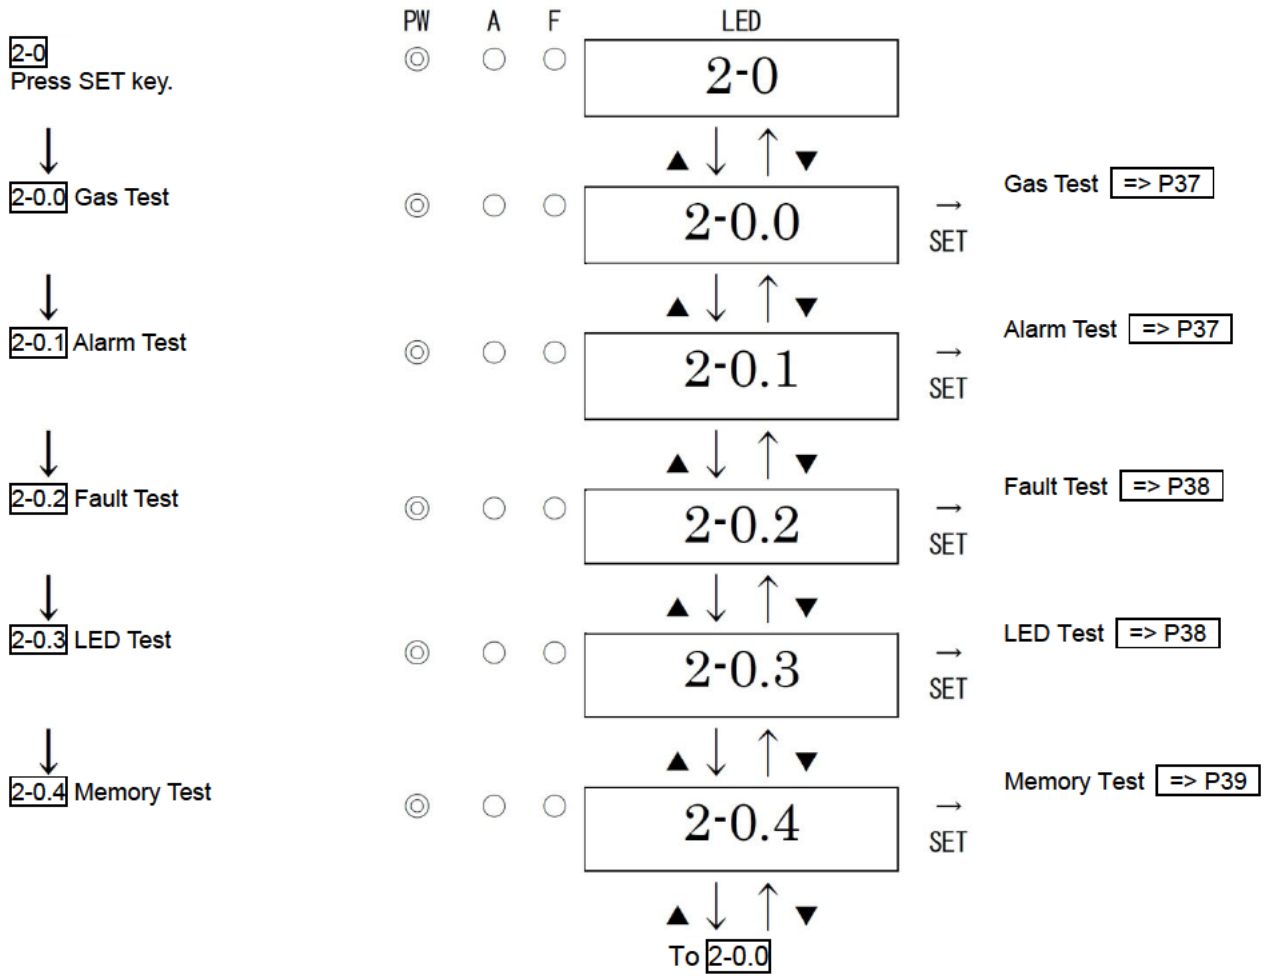 PW A F LED
2-0
Press SET key.
2-0
▲ ↓ ↑ ▼
2-0.0 Gas Test
2-0.0
→
SET
Gas Test => P37
▲ ↓ ↑ ▼
2-0.1 Alarm Test
2-0.1
→
SET
Alarm Test => P37
▲ ↓ ↑ ▼
2-0.2 Fault Test
2-0.2
→
SET
Fault Test => P38
▲ ↓ ↑ ▼
2-0.3 LED Test
2-0.3
→
SET
LED Test => P38
▲ ↓ ↑ ▼
2-0.4 Memory Test
2-0.4
→
SET
Memory Test => P39
▲ ↓ ↑ ▼
To 2-0.0